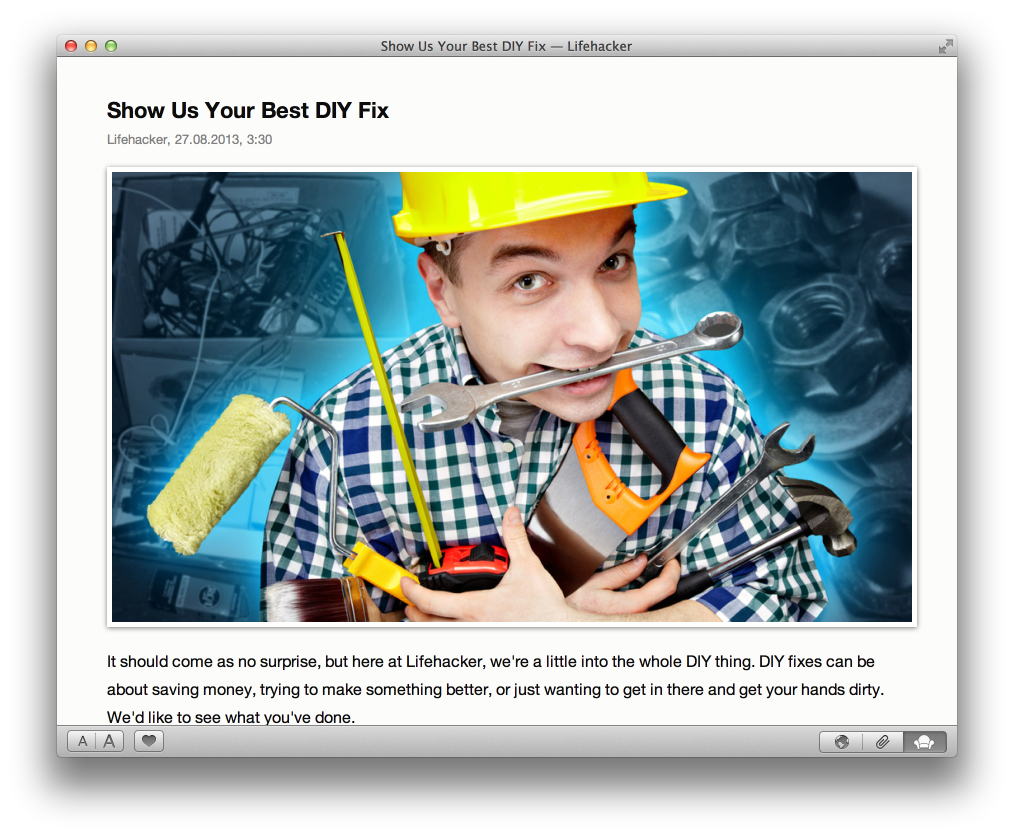 Show Us Your Best DIY Fix — Lifehacker
Show Us Your Best DIY Fix
Lifehacker, 27.08.2013, 3:30
It should come as no surprise, but here at Lifehacker, we're a little into the whole DIY thing. DIY fixes can be
about saving money, trying to make something better, or just wanting to get in there and get your hands dirty.
We'd like to see what you've done.
A A